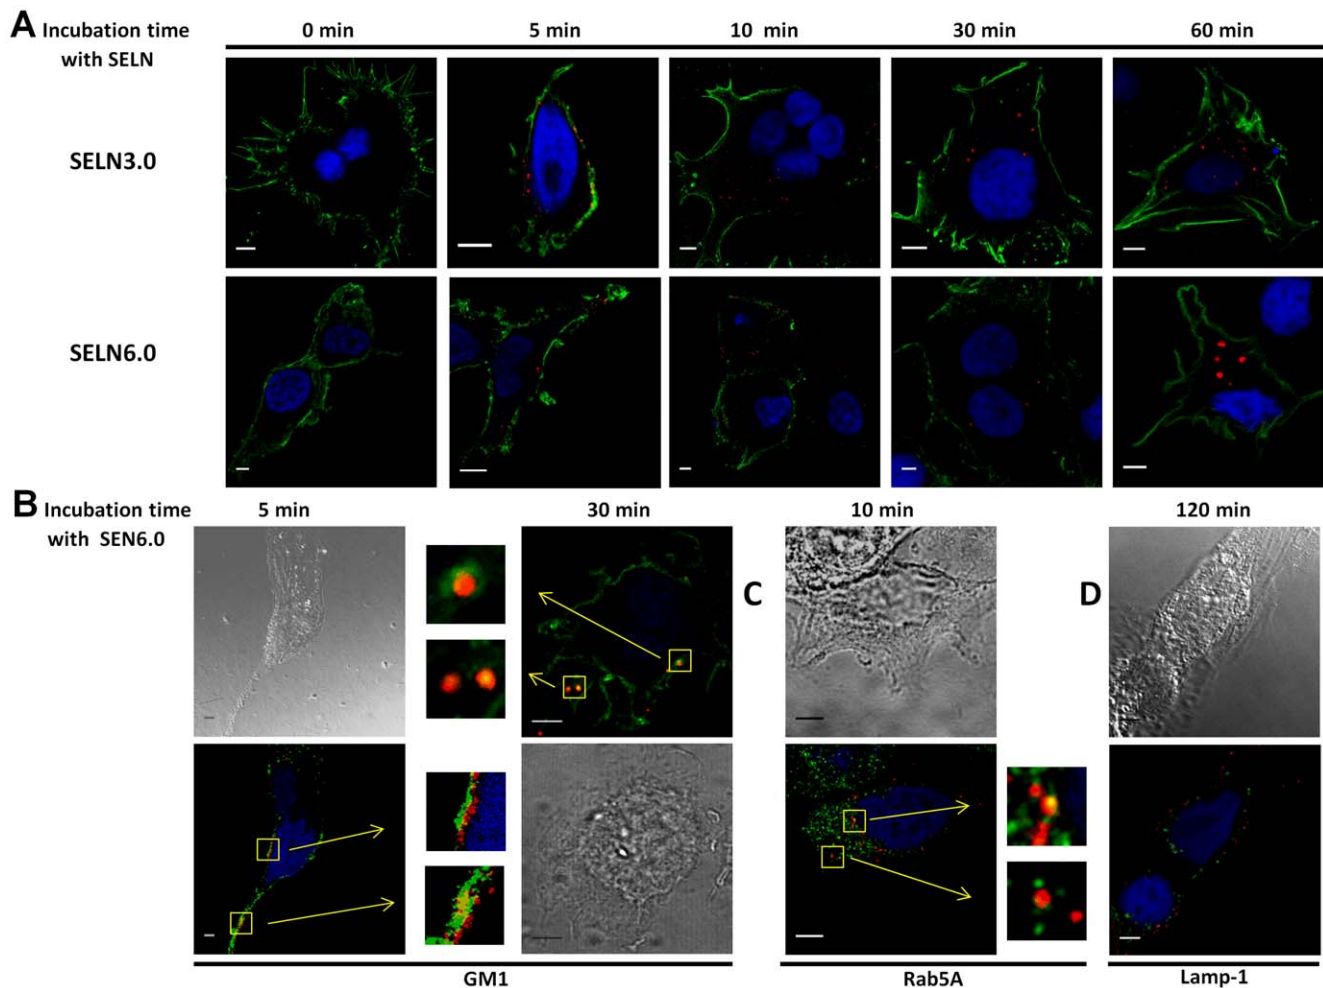 A Incubation time 0 min 5 min 10 min 30 min 60 min
with SELN
SELN3.0
SELN6.0
B Incubation time 5 min 30 min 10 min 120 min
with SEN6.0
C D
GM1 Rab5A Lamp-1